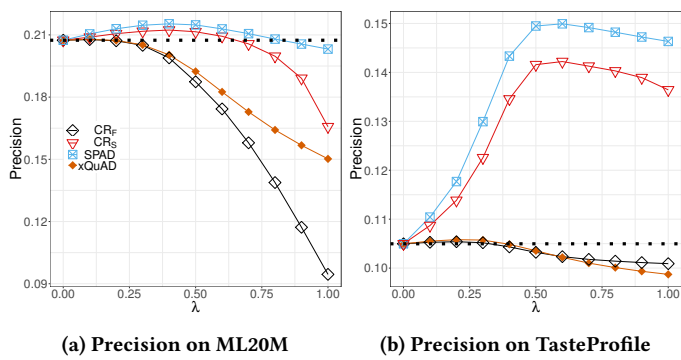 0.21
0.18
0.15
0.12
0.09
Precision
CR_F
CR_S
SPAD
xQuAD
0.00 0.25 0.50 0.75 1.00
λ
(a) Precision on ML20M
0.15
0.14
0.13
0.12
0.11
0.10
Precision
0.00 0.25 0.50 0.75 1.00
λ
(b) Precision on TasteProfile